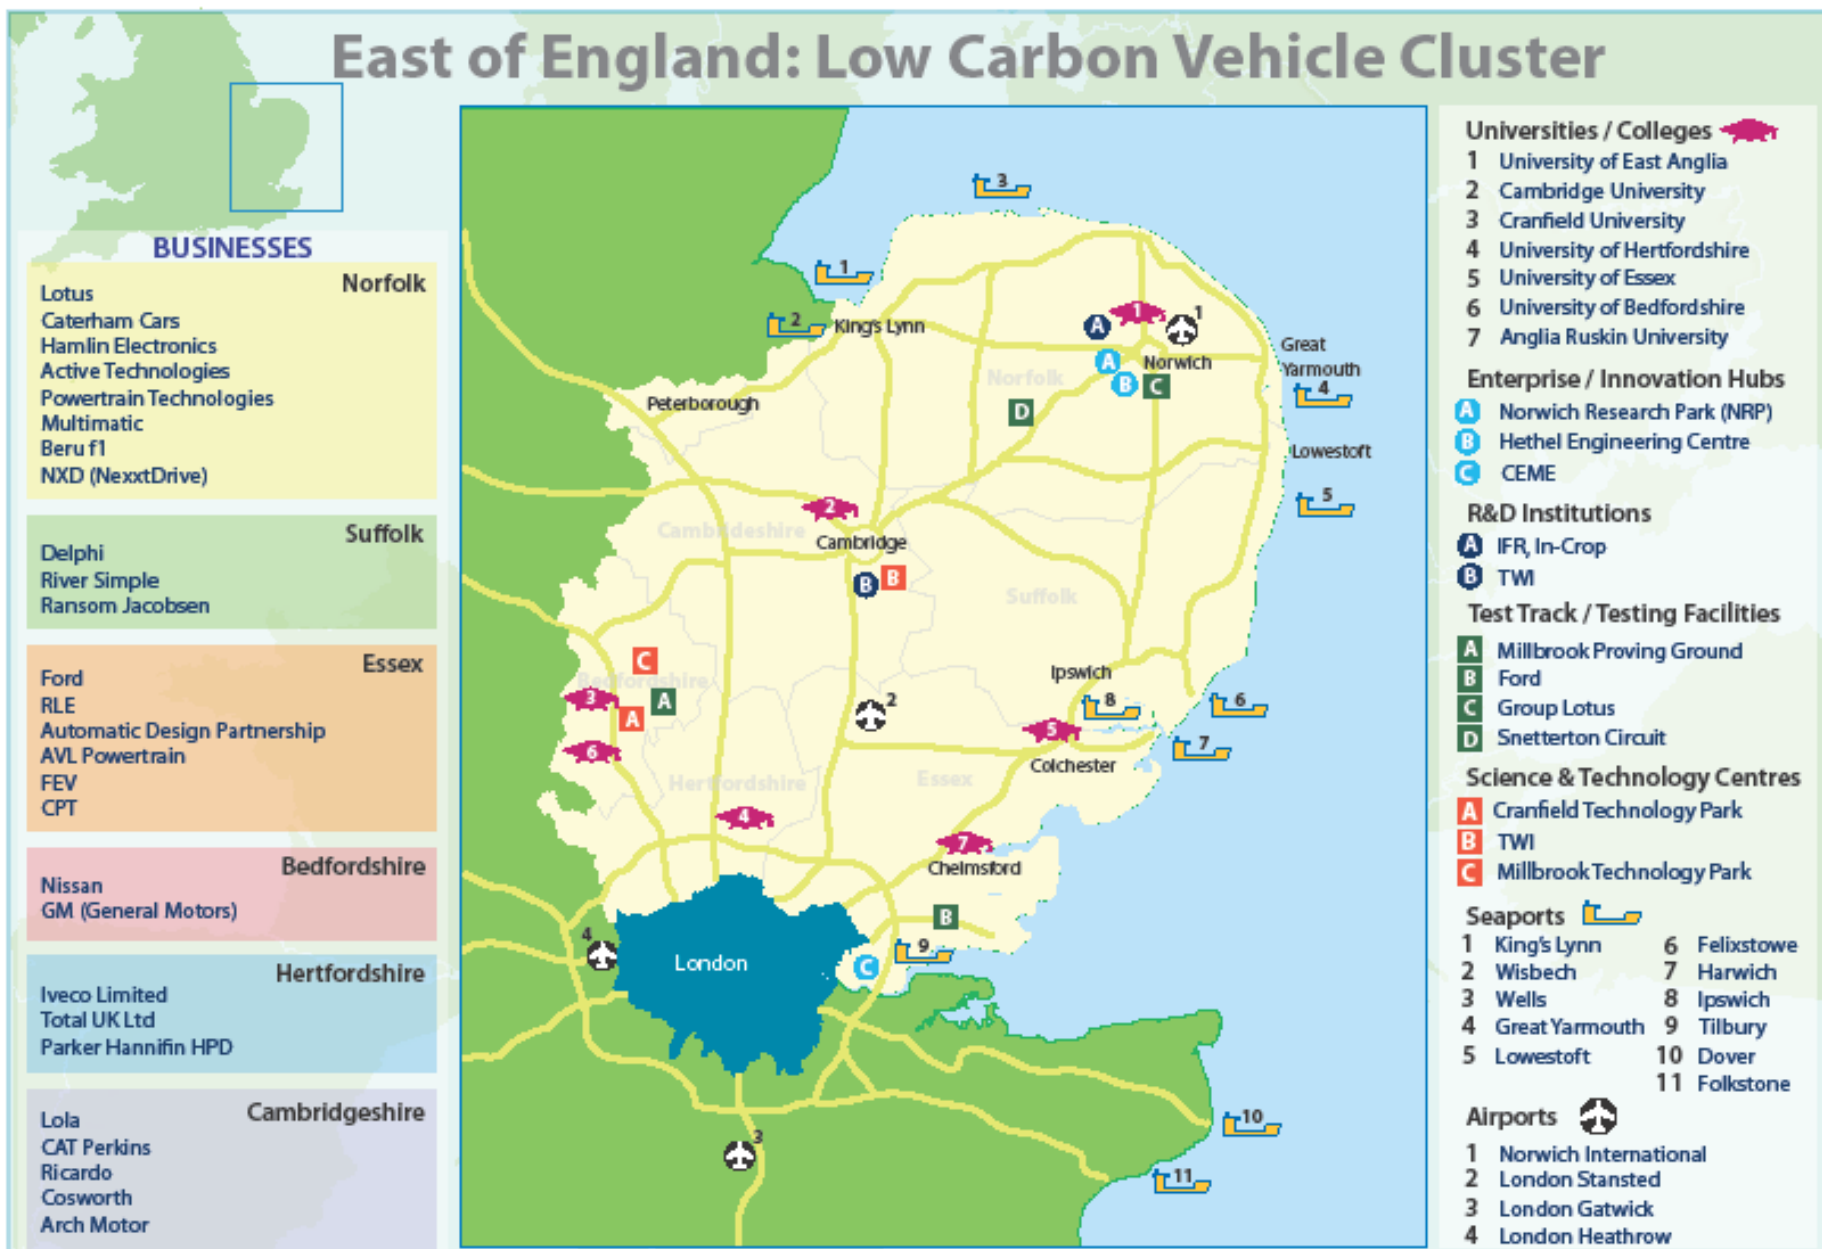 East of England: Low Carbon Vehicle Cluster
BUSINESSES
Norfolk
Lotus
Caterham Cars
Hamlin Electronics
Active Technologies
Powertrain Technologies
Multimatic
Beru f1
NXD (NexxtDrive)
Suffolk
Delphi
River Simple
Ransom Jacobsen
Essex
Ford
RLE
Automatic Design Partnership
AVL Powertrain
FEV
CPT
Bedfordshire
Nissan
GM (General Motors)
Hertfordshire
Iveco Limited
Total UK Ltd
Parker Hannifin HPD
Cambridgeshire
Lola
CAT Perkins
Ricardo
Cosworth
Arch Motor
3
1
2
King's Lynn
A
1
1
A
Norwich
B
C
Great
Yarmouth
4
Norfolk
D
Peterborough
Lowestoft
5
2
Cambrideshire
Cambridge
B
B
Suffolk
C
Bedfordshire
3
A
A
6
Ipswich
8
6
2
5
7
Colchester
Hertfordshire
Essex
4
7
Chelmsford
B
4
London
C
9
10
3
11
Universities / Colleges
1 University of East Anglia
2 Cambridge University
3 Cranfield University
4 University of Hertfordshire
5 University of Essex
6 University of Bedfordshire
7 Anglia Ruskin University
Enterprise / Innovation Hubs
A Norwich Research Park (NRP)
B Hethel Engineering Centre
C CEME
R&D Institutions
A IFR, In-Crop
B TWI
Test Track / Testing Facilities
A Millbrook Proving Ground
B Ford
C Group Lotus
D Snetterton Circuit
Science & Technology Centres
A Cranfield Technology Park
B TWI
C Millbrook Technology Park
Seaports
1 King's Lynn
2 Wisbech
3 Wells
4 Great Yarmouth
5 Lowestoft
6 Felixstowe
7 Harwich
8 Ipswich
9 Tilbury
10 Dover
11 Folkstone
Airports
1 Norwich International
2 London Stansted
3 London Gatwick
4 London Heathrow